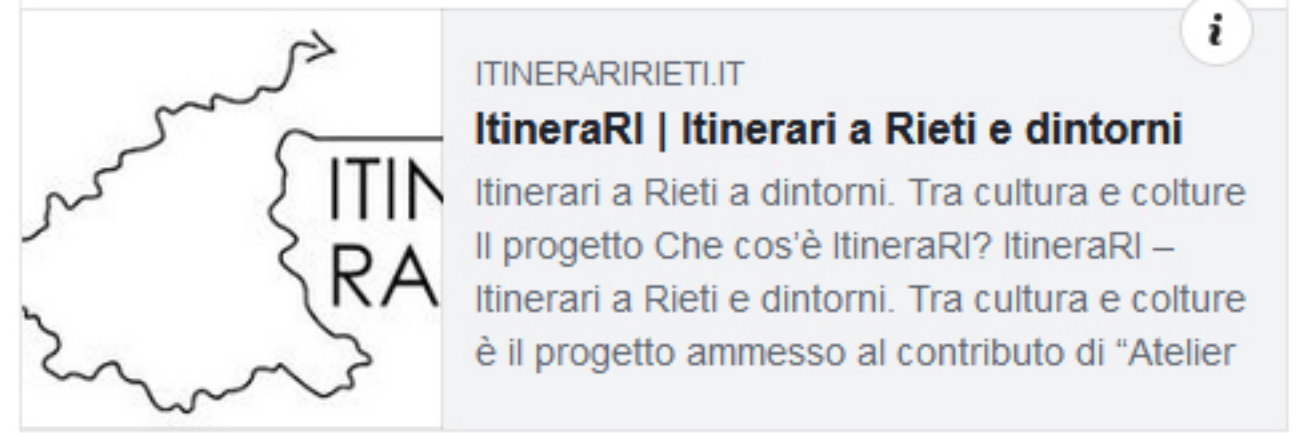 ITIN
RA
ITINERARIRIETI.IT
ItineraRI | Itinerari a Rieti e dintorni
Itinerari a Rieti a dintorni. Tra cultura e colture
Il progetto Che cos'è ItineraRI? ItineraRI –
Itinerari a Rieti e dintorni. Tra cultura e colture
è il progetto ammesso al contributo di “Atelier
i